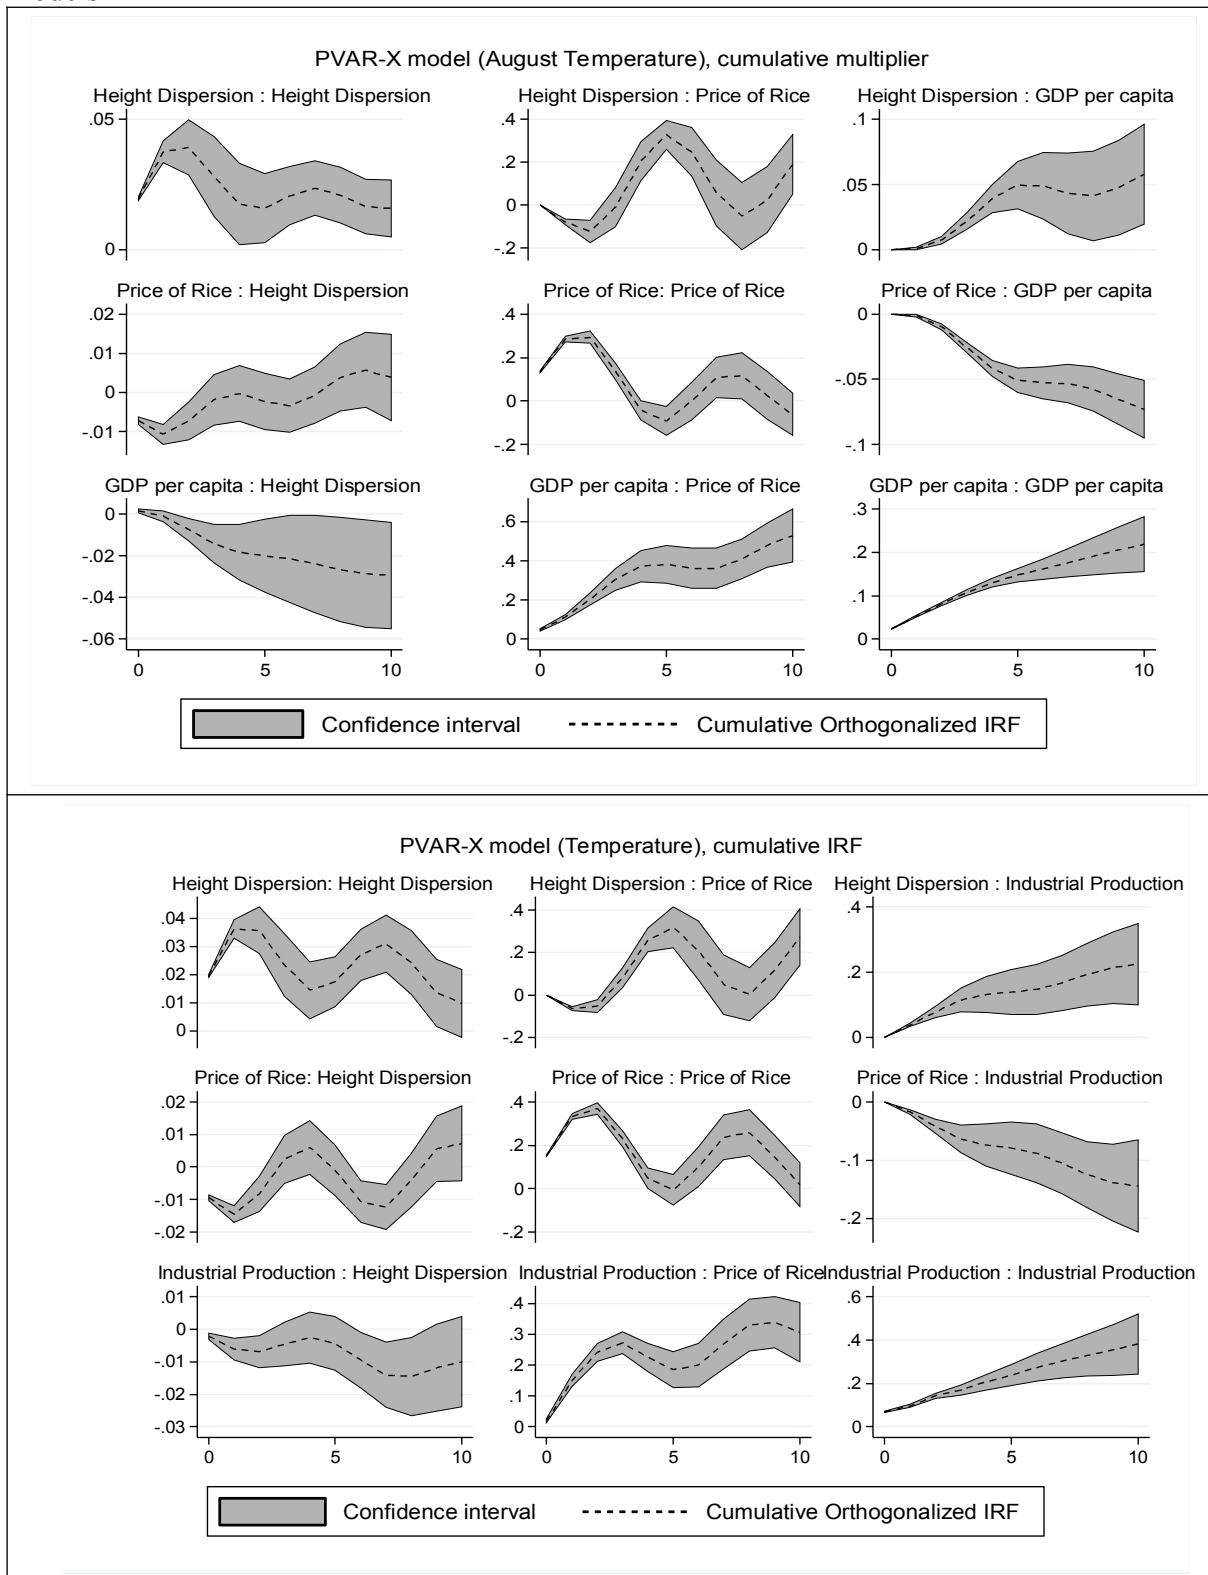 PVAR-X model (August Temperature), cumulative multiplier
Height Dispersion : Height Dispersion
Height Dispersion : Price of Rice
Height Dispersion : GDP per capita
.05
0
.4
.2
0
-.2
.1
.05
0
Price of Rice : Height Dispersion
Price of Rice: Price of Rice
Price of Rice : GDP per capita
.02
.01
0
-.01
.4
.2
0
-.2
0
-.05
-.1
GDP per capita : Height Dispersion
GDP per capita : Price of Rice
GDP per capita : GDP per capita
0
-.02
-.04
-.06
.6
.4
.2
0
.3
.2
.1
0
0 5 10
0 5 10
0 5 10
Confidence interval
Cumulative Orthogonalized IRF
PVAR-X model (Temperature), cumulative IRF
Height Dispersion: Height Dispersion
Height Dispersion : Price of Rice
Height Dispersion : Industrial Production
.04
.03
.02
.01
0
.4
.2
0
-.2
.4
.2
0
Price of Rice: Height Dispersion
Price of Rice : Price of Rice
Price of Rice : Industrial Production
.02
.01
0
-.01
-.02
.4
.2
0
-.2
0
-.1
-.2
Industrial Production : Height Dispersion
Industrial Production : Price of Rice
Industrial Production : Industrial Production
.01
0
-.01
-.02
-.03
.4
.3
.2
.1
0
.6
.4
.2
0
0 5 10
0 5 10
0 5 10
Confidence interval
Cumulative Orthogonalized IRF